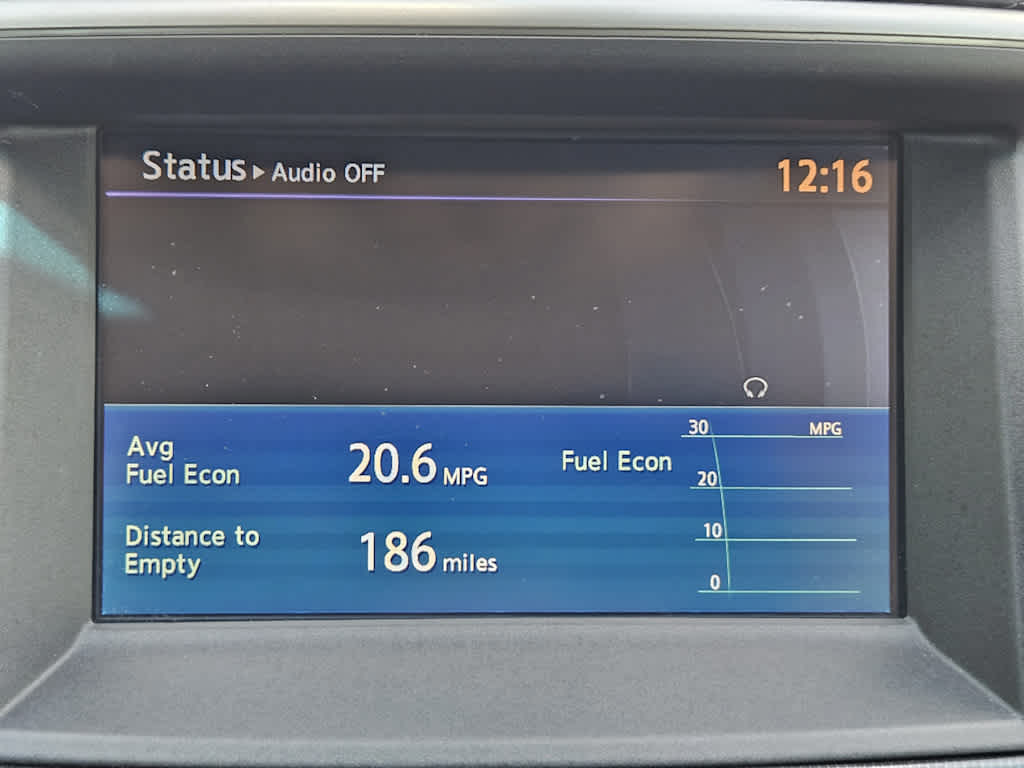 Status ▸ Audio OFF
12:16
Avg
Fuel Econ
20.6 MPG
Distance to
Empty
186 miles
Fuel Econ
30 MPG
20
10
0